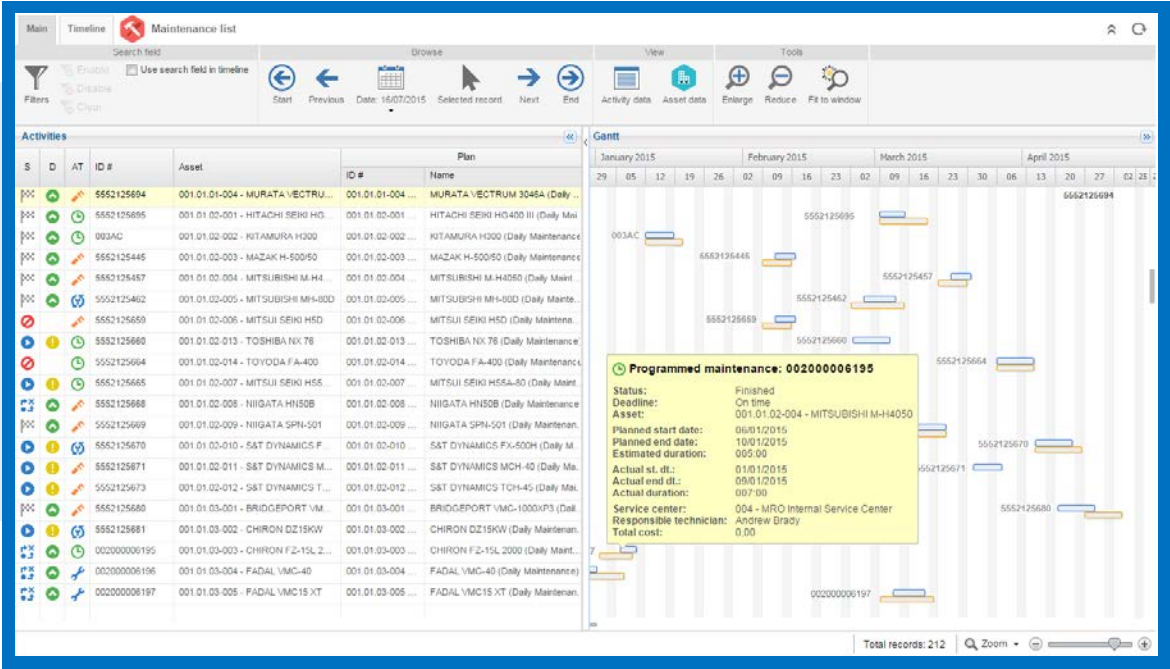 Main Timeline Maintenance list
Search field Browse View Tools
Enable Use search field in timeline
Disable
Clear
Filters Start Previous Date: 16/07/2015 Selected record Next End Activity data Asset data Enlarge Reduce Fit to window
Activities Gantt
Plan January 2015 February 2015 March 2015 April 2015
S D AT ID # Asset
ID # Name 29 05 12 19 26 02 09 16 23 02 09 16 23 30 06 13 20 27 02
5552125694 001.01.01-004 - MURATA VECTRU... 001.01.01-004 ... MURATA VECTRUM 3046A (Daily ... 5552125694
5552125695 001.01.02-001 - HITACHI SEIKI HG... 001.01.02-001 ... HITACHI SEIKI HG400 III (Daily Mai 5552125695
003AC 001.01.02-002 - KITAMURA H300 001.01.02-002 ... KITAMURA H300 (Daily Maintenance 003AC
5552125445 001.01.02-003 - MAZAK H-500/50 001.01.02-003 ... MAZAK H-500/50 (Daily Maintenance 5552125445
5552125457 001.01.02-004 - MITSUBISHI M-H4... 001.01.02-004 ... MITSUBISHI M-H4050 (Daily Maint... 5552125457
5552125462 001.01.02-005 - MITSUBISHI MH-80D 001.01.02-005 ... MITSUBISHI MH-80D (Daily Mainte... 5552125462
5552125659 001.01.02-006 - MITSUI SEIKI H5D 001.01.02-006 ... MITSUI SEIKI H5D (Daily Maintena... 5552125659
5552125660 001.01.02-013 - TOSHIBA NX 76 001.01.02-013 ... TOSHIBA NX 76 (Daily Maintenance) 5552125660
5552125664 001.01.02-014 - TOYODA FA-400 001.01.02-014 ... TOYODA FA-400 (Daily Maintenance 5552125664
5552125665 001.01.02-007 - MITSUI SEIKI HS5... 001.01.02-007 ... MITSUI SEIKI HS5A-80 (Daily Maint...
5552125668 001.01.02-008 - NIIGATA HN50B 001.01.02-008 ... NIIGATA HN50B (Daily Maintenance
5552125669 001.01.02-009 - NIIGATA SPN-501 001.01.02-009 ... NIIGATA SPN-501 (Daily Maintenan...
5552125670 001.01.02-010 - S&T DYNAMICS F... 001.01.02-010 ... S&T DYNAMICS FX-500H (Daily M... 5552125670
5552125671 001.01.02-011 - S&T DYNAMICS M... 001.01.02-011 ... S&T DYNAMICS MCH-40 (Daily Ma... 5552125671
5552125673 001.01.02-012 - S&T DYNAMICS T... 001.01.02-012 ... S&T DYNAMICS TCH-45 (Daily Mai...
5552125680 001.01.03-001 - BRIDGEPORT VM... 001.01.03-001 ... BRIDGEPORT VMC-1000XP3 (Dail... 5552125680
5552125681 001.01.03-002 - CHIRON DZ15KW 001.01.03-002 ... CHIRON DZ15KW (Daily Maintenan...
002000006195 001.01.03-003 - CHIRON FZ-15L 2... 001.01.03-003 ... CHIRON FZ-15L 2000 (Daily Maint... 7
002000006196 001.01.03-004 - FADAL VMC-40 001.01.03-004 ... FADAL VMC-40 (Daily Maintenance)
002000006197 001.01.03-005 - FADAL VMC15 XT 001.01.03-005 ... FADAL VMC15 XT (Daily Maintenan... 002000006197
Programmed maintenance: 002000006195
Status: Finished
Deadline: On time
Asset: 001.01.02-004 - MITSUBISHI M-H4050
Planned start date: 06/01/2015
Planned end date: 10/01/2015
Estimated duration: 005:00
Actual st. dt.: 01/01/2015
Actual end dt.: 09/01/2015
Actual duration: 007:00
Service center: 004 - MRO Internal Service Center
Responsible technician: Andrew Brady
Total cost: 0,00
Total records: 212 Zoom